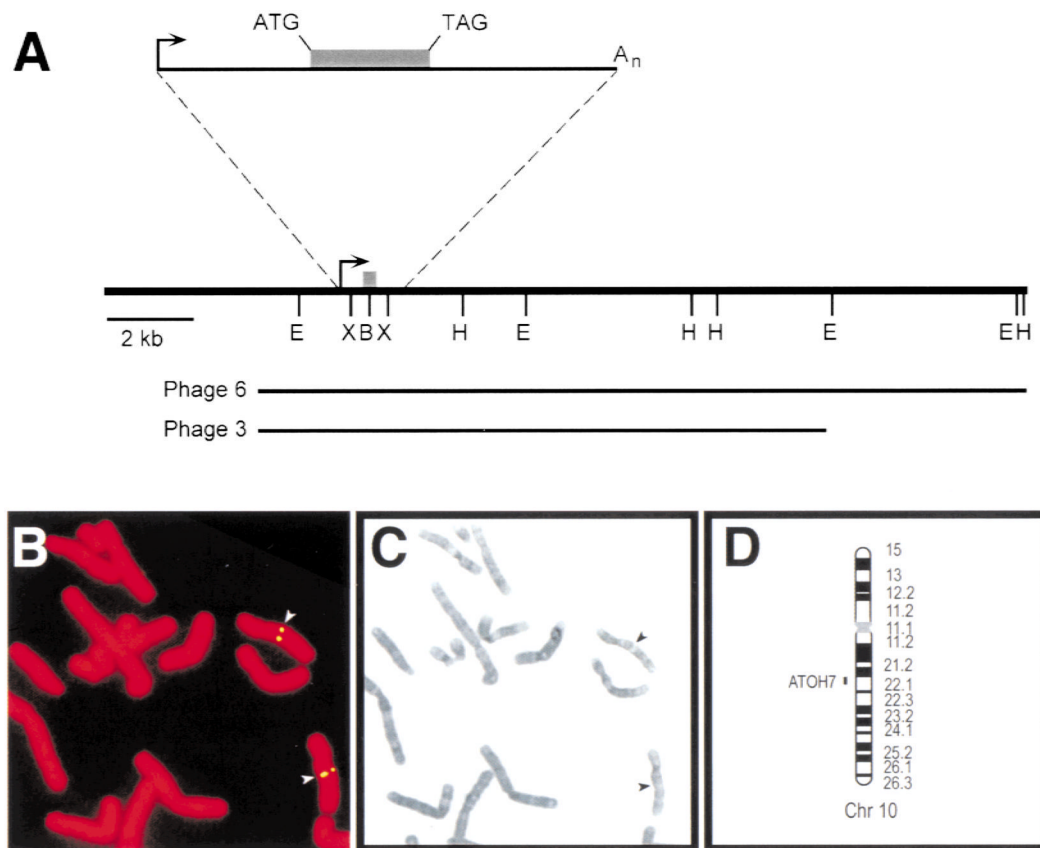 A
ATG TAG
An
2 kb
E X B X H E H H E E H
Phage 6
Phage 3
B
C
D
15
13
12.2
11.2
11.1
11.2
21.2
ATOH7
22.1
22.3
23.2
24.1
25.2
26.1
26.3
Chr 10